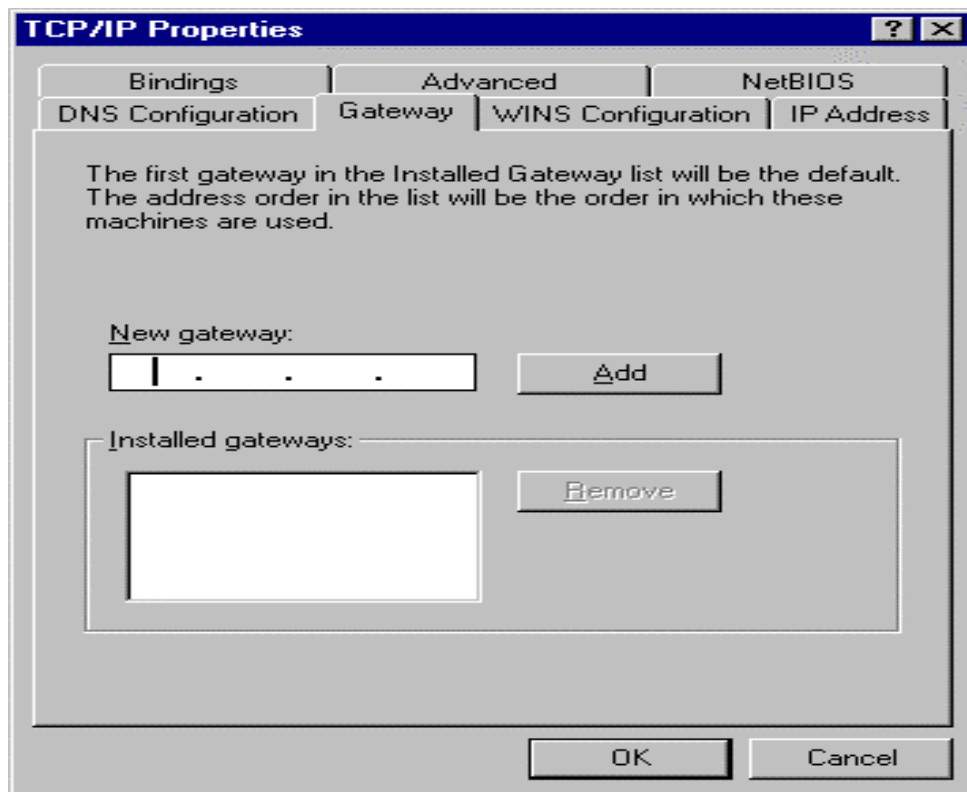 TCP/IP Properties
Bindings
Advanced
NetBIOS
DNS Configuration
Gateway
WINS Configuration
IP Address
The first gateway in the Installed Gateway list will be the default.
The address order in the list will be the order in which these
machines are used.
New gateway:
. . .
Add
Installed gateways:
Remove
OK
Cancel